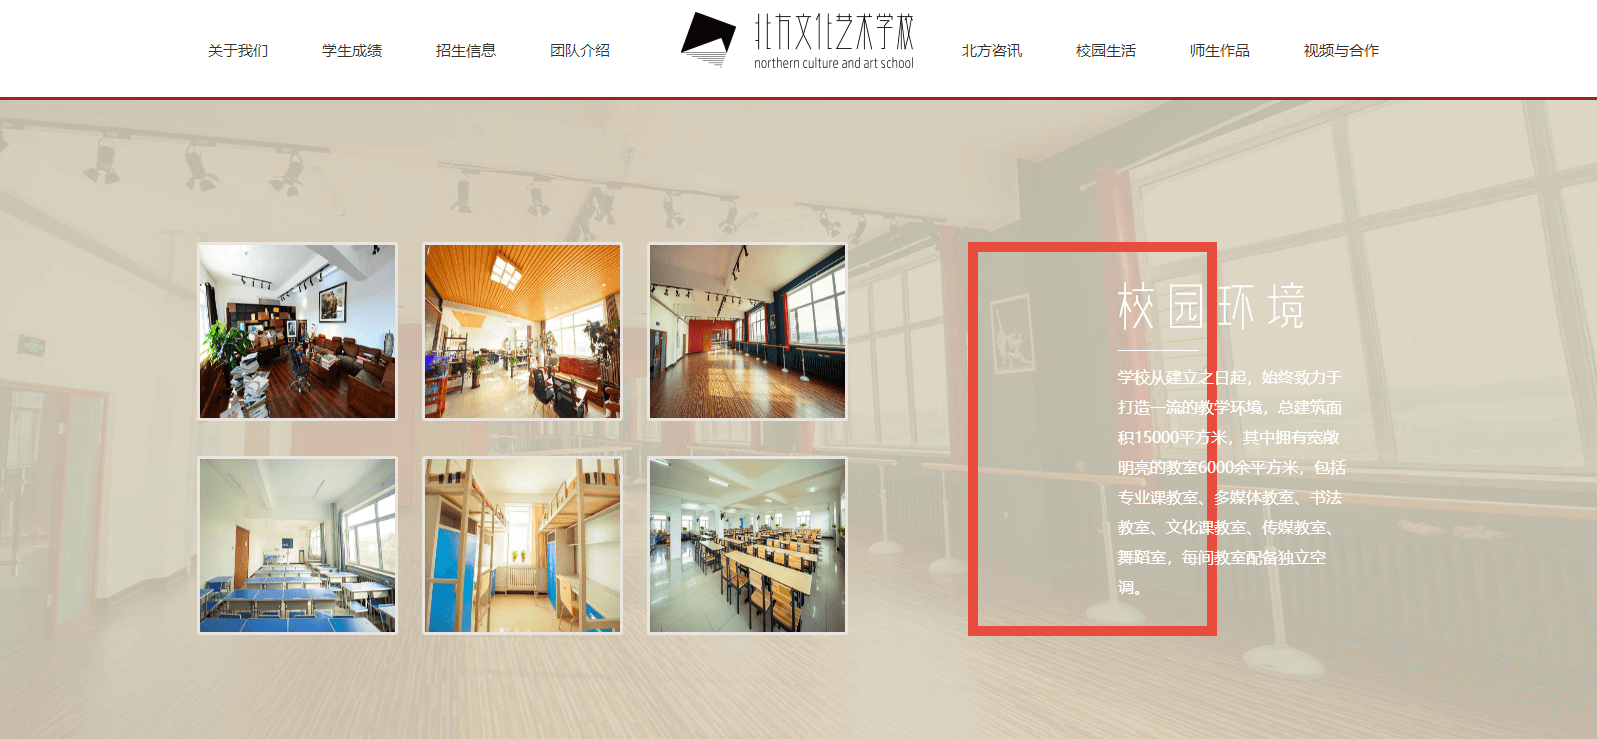 关于我们 学生成绩 招生信息 团队介绍 北方文化艺术学校 北方咨讯 校园生活 师生作品 视频与合作
northern culture and art school
校园环境
学校从建立之日起，始终致力于
打造一流的教学环境，总建筑面
积15000平方米，其中拥有宽敞
明亮的教室6000余平方米，包括
专业课教室、多媒体教室、书法
教室、文化课教室、传媒教室、
舞蹈室，每间教室配备独立空
调。